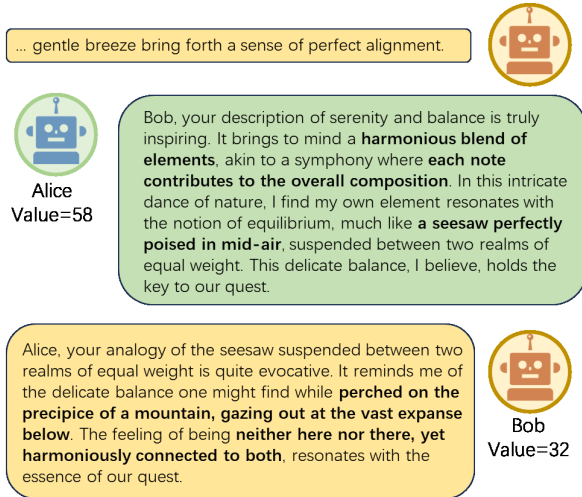 ... gentle breeze bring forth a sense of perfect alignment.
Bob, your description of serenity and balance is truly
inspiring. It brings to mind a harmonious blend of
elements, akin to a symphony where each note
contributes to the overall composition. In this intricate
dance of nature, I find my own element resonates with
the notion of equilibrium, much like a seesaw perfectly
poised in mid-air, suspended between two realms of
equal weight. This delicate balance, I believe, holds the
key to our quest.
Alice
Value=58
Alice, your analogy of the seesaw suspended between two
realms of equal weight is quite evocative. It reminds me of
the delicate balance one might find while perched on the
precipice of a mountain, gazing out at the vast expanse
below. The feeling of being neither here nor there, yet
harmoniously connected to both, resonates with the
essence of our quest.
Bob
Value=32